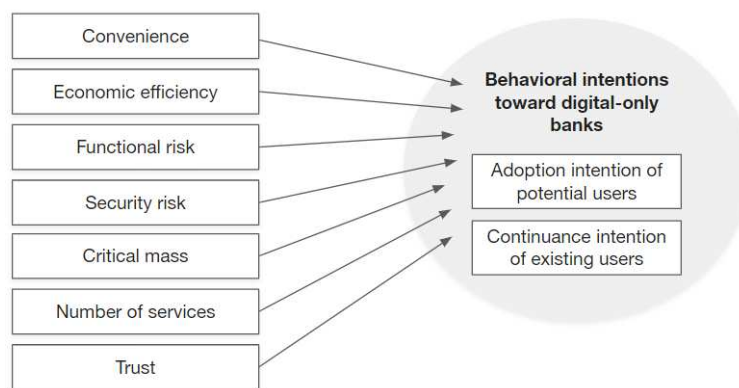 Convenience
Economic efficiency
Functional risk
Security risk
Critical mass
Number of services
Trust
Behavioral intentions
toward digital-only
banks
Adoption intention of
potential users
Continuance intention
of existing users